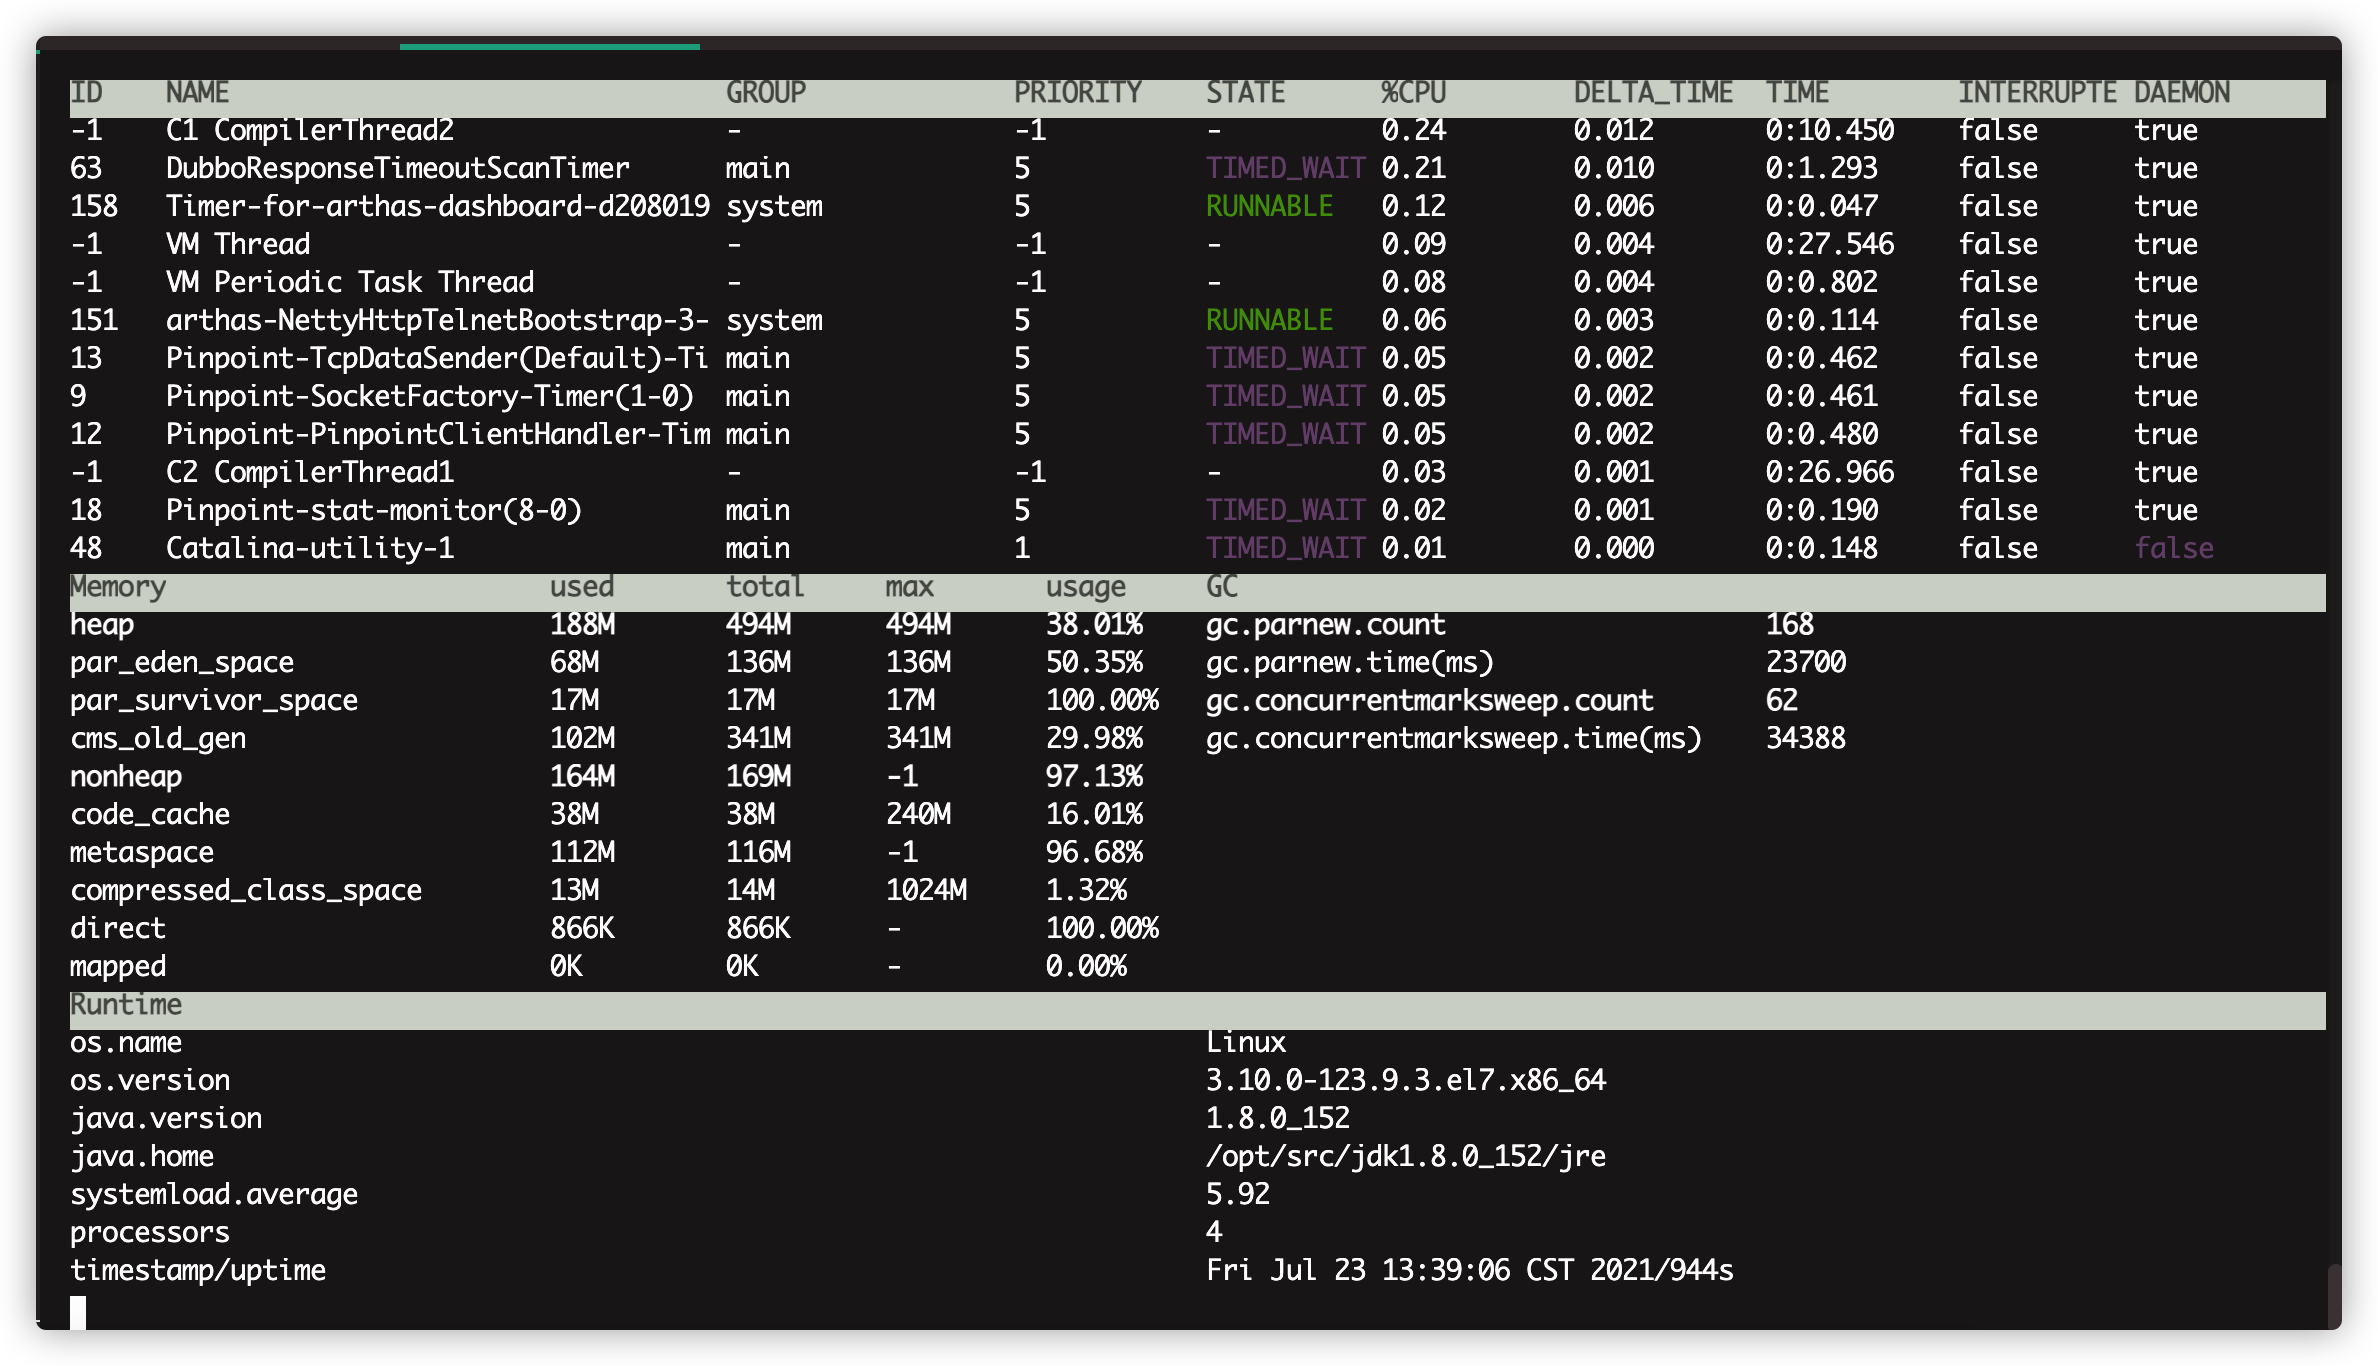 ID NAME GROUP PRIORITY STATE %CPU DELTA_TIME TIME INTERRUPTE DAEMON
-1 C1 CompilerThread2 - -1 - 0.24 0.012 0:10.450 false true
63 DubboResponseTimeoutScanTimer main 5 TIMED_WAIT 0.21 0.010 0:1.293 false true
158 Timer-for-arthas-dashboard-d208019 system 5 RUNNABLE 0.12 0.006 0:0.047 false true
-1 VM Thread - -1 - 0.09 0.004 0:27.546 false true
-1 VM Periodic Task Thread - -1 - 0.08 0.004 0:0.802 false true
151 arthas-NettyHttpTelnetBootstrap-3- system 5 RUNNABLE 0.06 0.003 0:0.114 false true
13 Pinpoint-TcpDataSender(Default)-Ti main 5 TIMED_WAIT 0.05 0.002 0:0.462 false true
9 Pinpoint-SocketFactory-Timer(1-0) main 5 TIMED_WAIT 0.05 0.002 0:0.461 false true
12 Pinpoint-PinpointClientHandler-Tim main 5 TIMED_WAIT 0.05 0.002 0:0.480 false true
-1 C2 CompilerThread1 - -1 - 0.03 0.001 0:26.966 false true
18 Pinpoint-stat-monitor(8-0) main 5 TIMED_WAIT 0.02 0.001 0:0.190 false true
48 Catalina-utility-1 main 1 TIMED_WAIT 0.01 0.000 0:0.148 false false
Memory used total max usage GC
heap 188M 494M 494M 38.01% gc.parnew.count 168
par_eden_space 68M 136M 136M 50.35% gc.parnew.time(ms) 23700
par_survivor_space 17M 17M 17M 100.00% gc.concurrentmarksweep.count 62
cms_old_gen 102M 341M 341M 29.98% gc.concurrentmarksweep.time(ms) 34388
nonheap 164M 169M -1 97.13%
code_cache 38M 38M 240M 16.01%
metaspace 112M 116M -1 96.68%
compressed_class_space 13M 14M 1024M 1.32%
direct 866K 866K - 100.00%
mapped 0K 0K - 0.00%
Runtime
os.name Linux
os.version 3.10.0-123.9.3.el7.x86_64
java.version 1.8.0_152
java.home /opt/src/jdk1.8.0_152/jre
systemload.average 5.92
processors 4
timestamp/uptime Fri Jul 23 13:39:06 CST 2021/944s